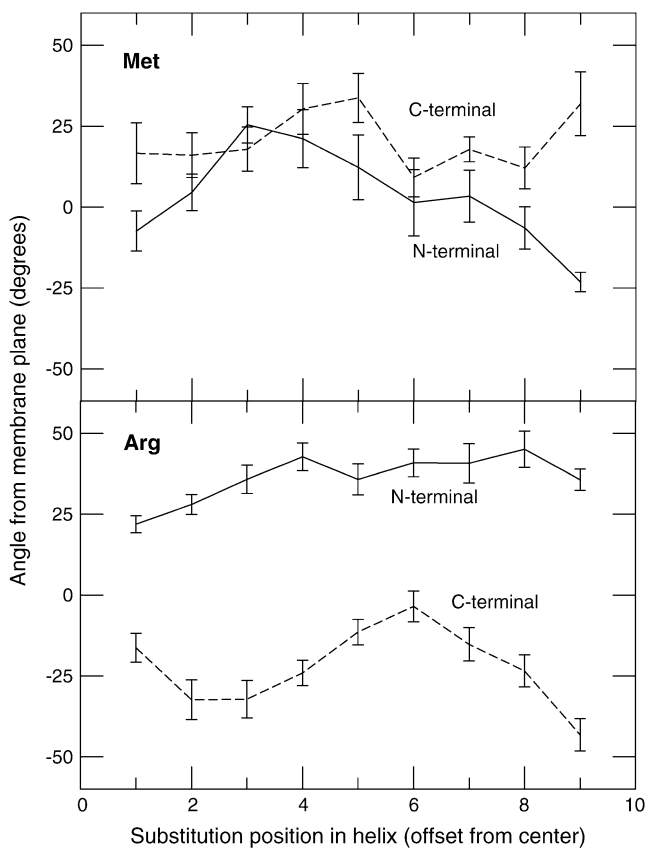 50
Met
C-terminal
25
0
N-terminal
-25
-50
Angle from membrane plane (degrees)
50
Arg
N-terminal
25
0
C-terminal
-25
-50
0 2 4 6 8 10
Substitution position in helix (offset from center)